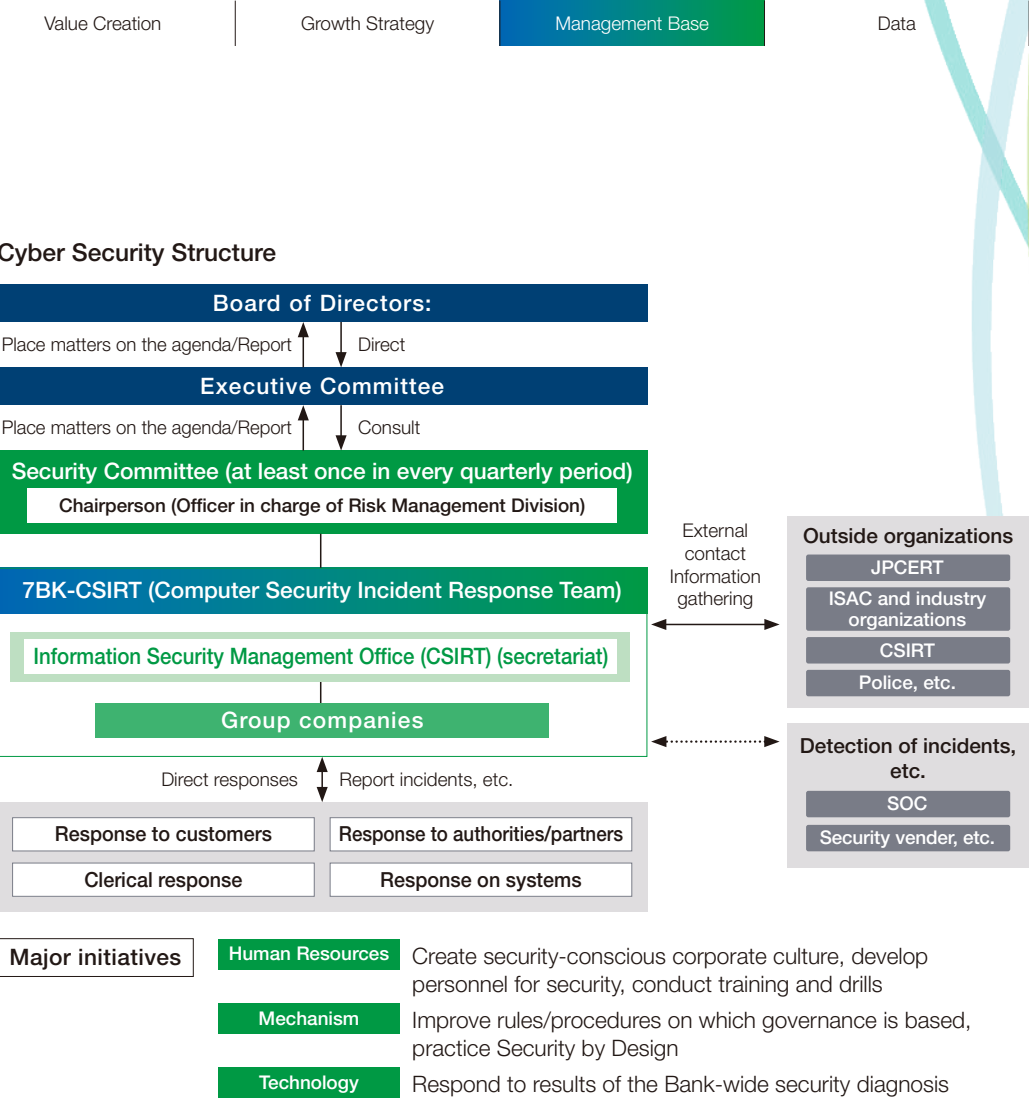 Value Creation
Growth Strategy
Management Base
Data
Cyber Security Structure
Board of Directors:
Place matters on the agenda/Report
Direct
Executive Committee
Place matters on the agenda/Report
Consult
Security Committee (at least once in every quarterly period)
Chairperson (Officer in charge of Risk Management Division)
7BK-CSIRT (Computer Security Incident Response Team)
Information Security Management Office (CSIRT) (secretariat)
Group companies
External
contact
Information
gathering
Outside organizations
JPCERT
ISAC and industry
organizations
CSIRT
Police, etc.
Detection of incidents,
etc.
SOC
Security vender, etc.
Direct responses
Report incidents, etc.
Response to customers
Response to authorities/partners
Clerical response
Response on systems
Major initiatives
Human Resources
Create security-conscious corporate culture, develop
personnel for security, conduct training and drills
Mechanism
Improve rules/procedures on which governance is based,
practice Security by Design
Technology
Respond to results of the Bank-wide security diagnosis